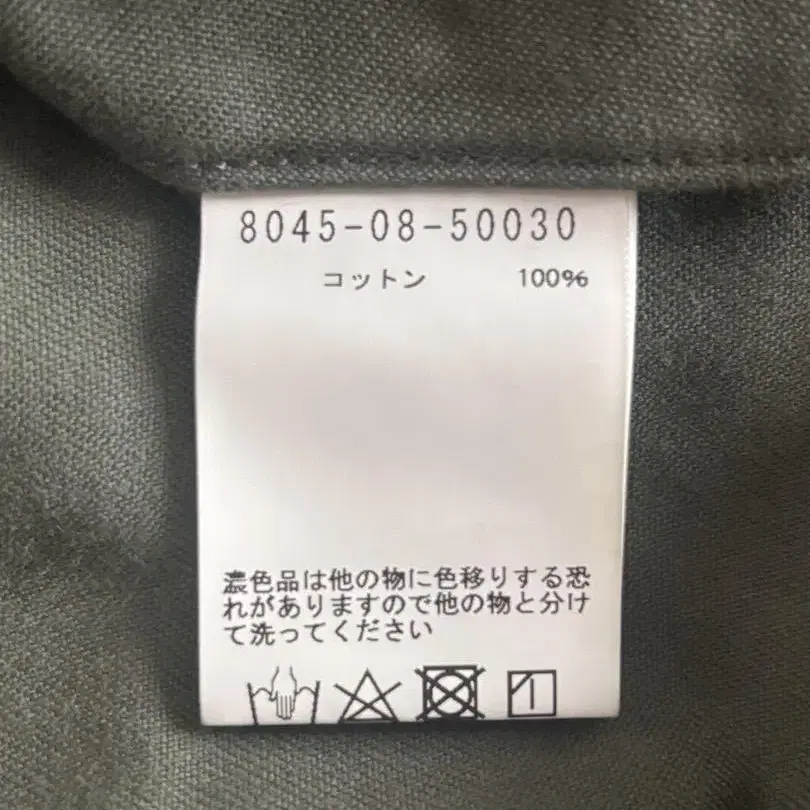 8045-08-50030
コットン 100%
濃色品は他の物に色移りする恐
れがありますので他の物と分け
て洗ってください